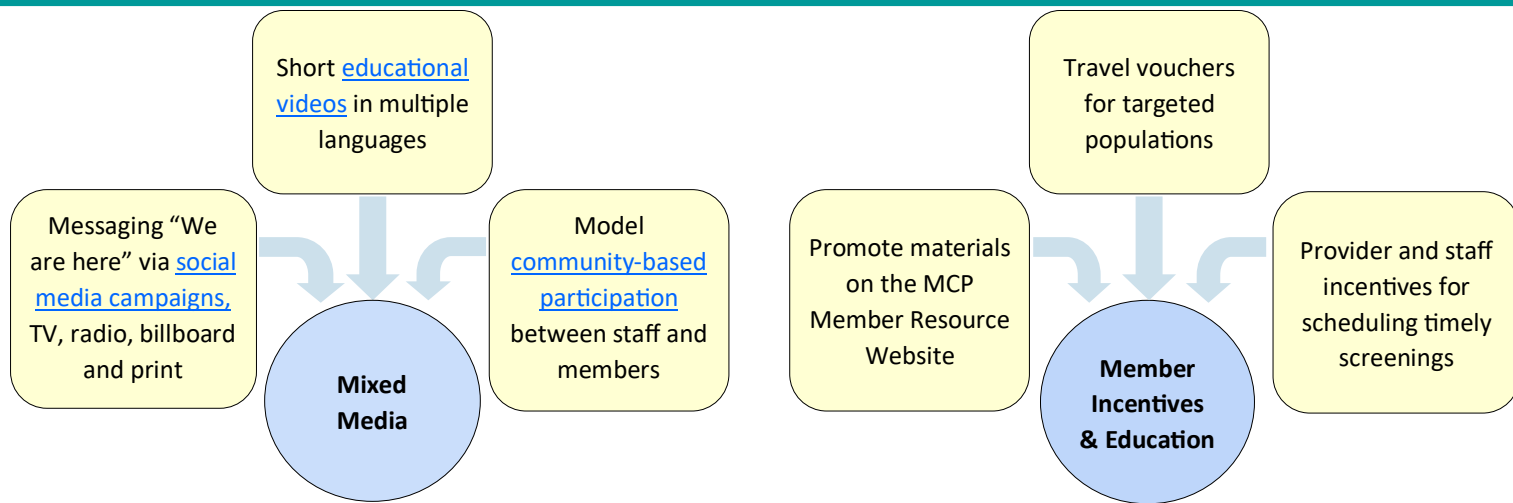 Short educational
videos in multiple
languages
Messaging “We
are here” via social
media campaigns,
TV, radio, billboard
and print
Model
community-based
participation
between staff and
members
Mixed
Media
Travel vouchers
for targeted
populations
Promote materials
on the MCP
Member Resource
Website
Provider and staff
incentives for
scheduling timely
screenings
Member
Incentives
& Education